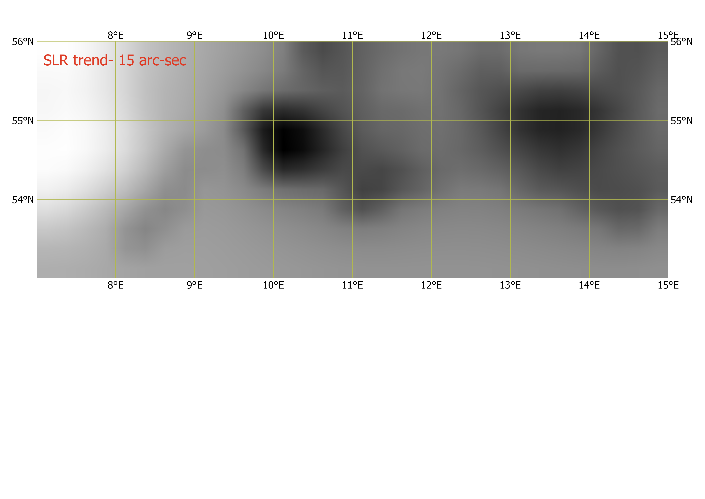 56°N 8°E 9°E 10°E 11°E 12°E 13°E 14°E 15°E 56°N
SLR trend- 15 arc-sec
55°N 55°N
54°N 54°N
8°E 9°E 10°E 11°E 12°E 13°E 14°E 15°E